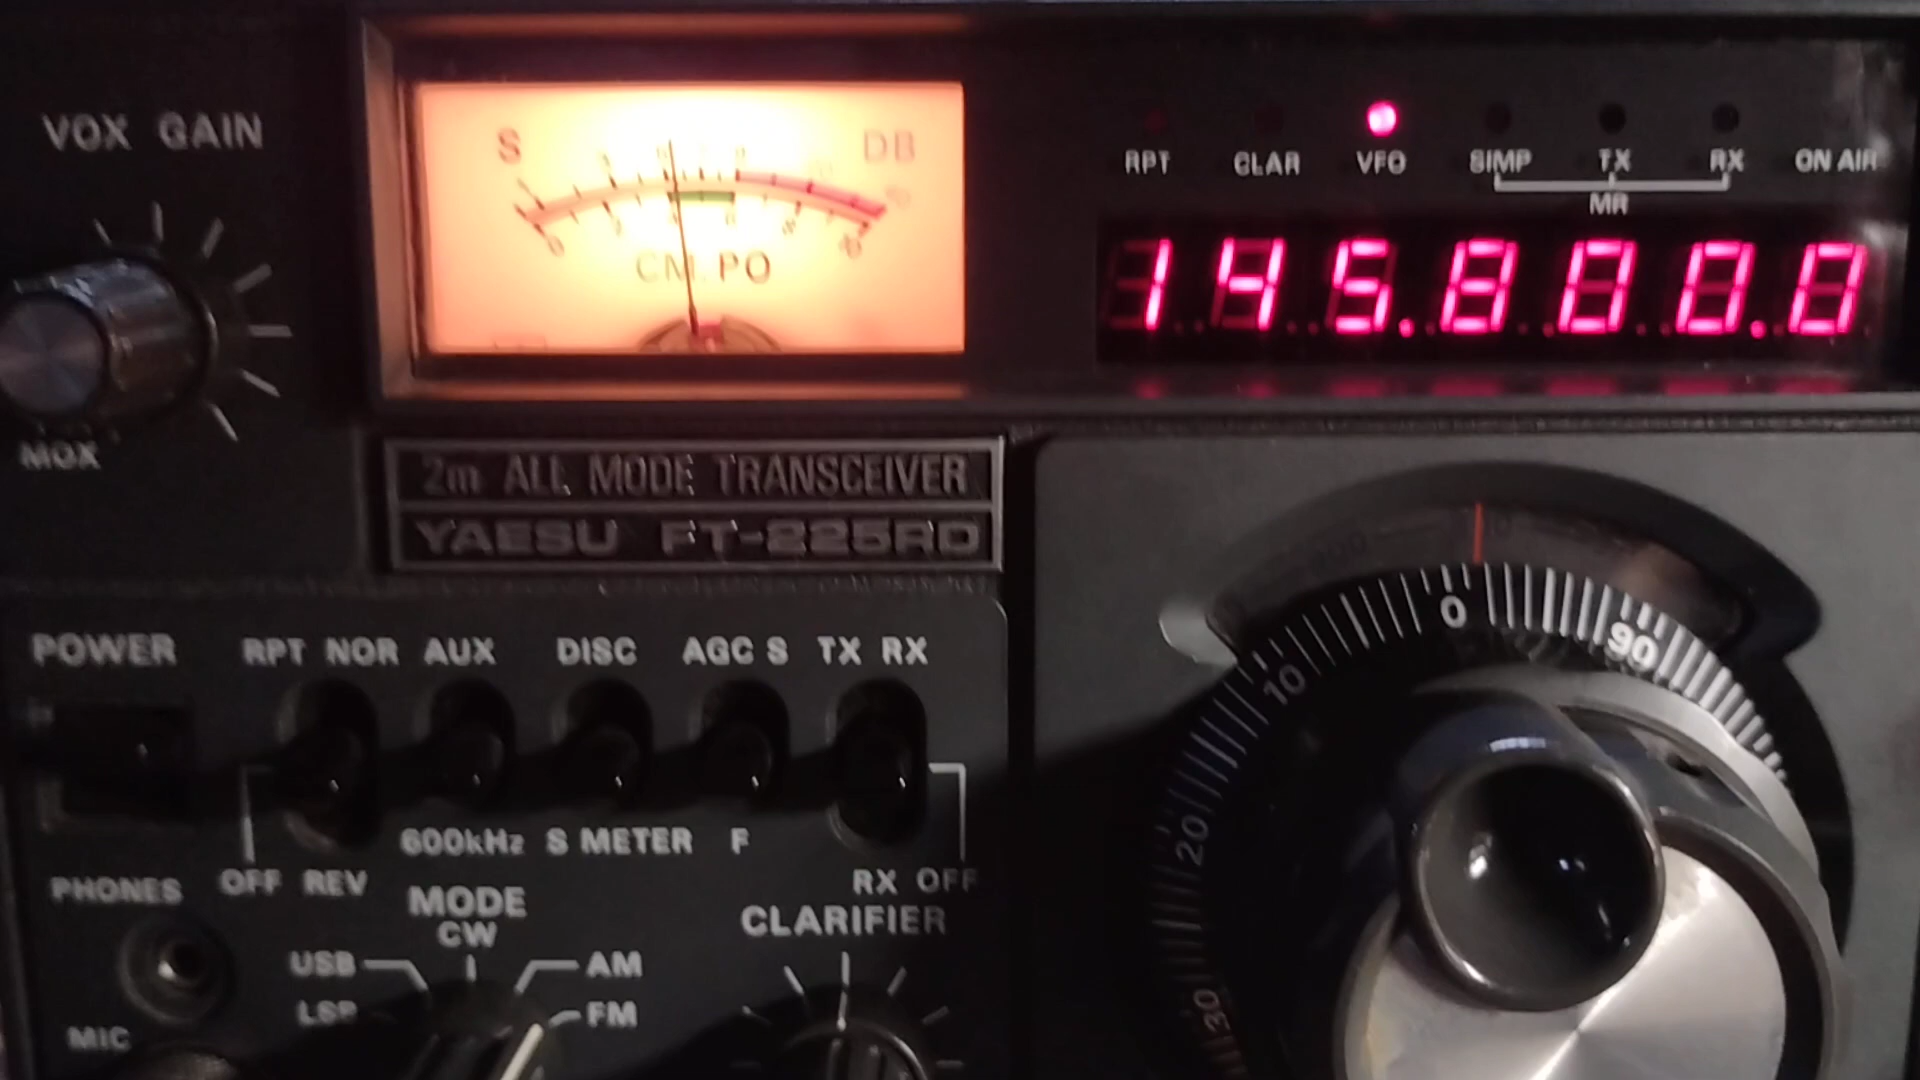 VOX GAIN
S DB
CM. PO
RPT CLAR VFO SIMP TX RX ON AIR
MR
145.800.0
MOX
2m ALL MODE TRANSCEIVER
YAESU FT-225RD
POWER
RPT NOR AUX DISC AGC S TX RX
600kHz S METER F
OFF REV RX OFF
PHONES
MODE
CW
CLARIFIER
USB AM
LSB FM
MIC
0
90
10
20
30